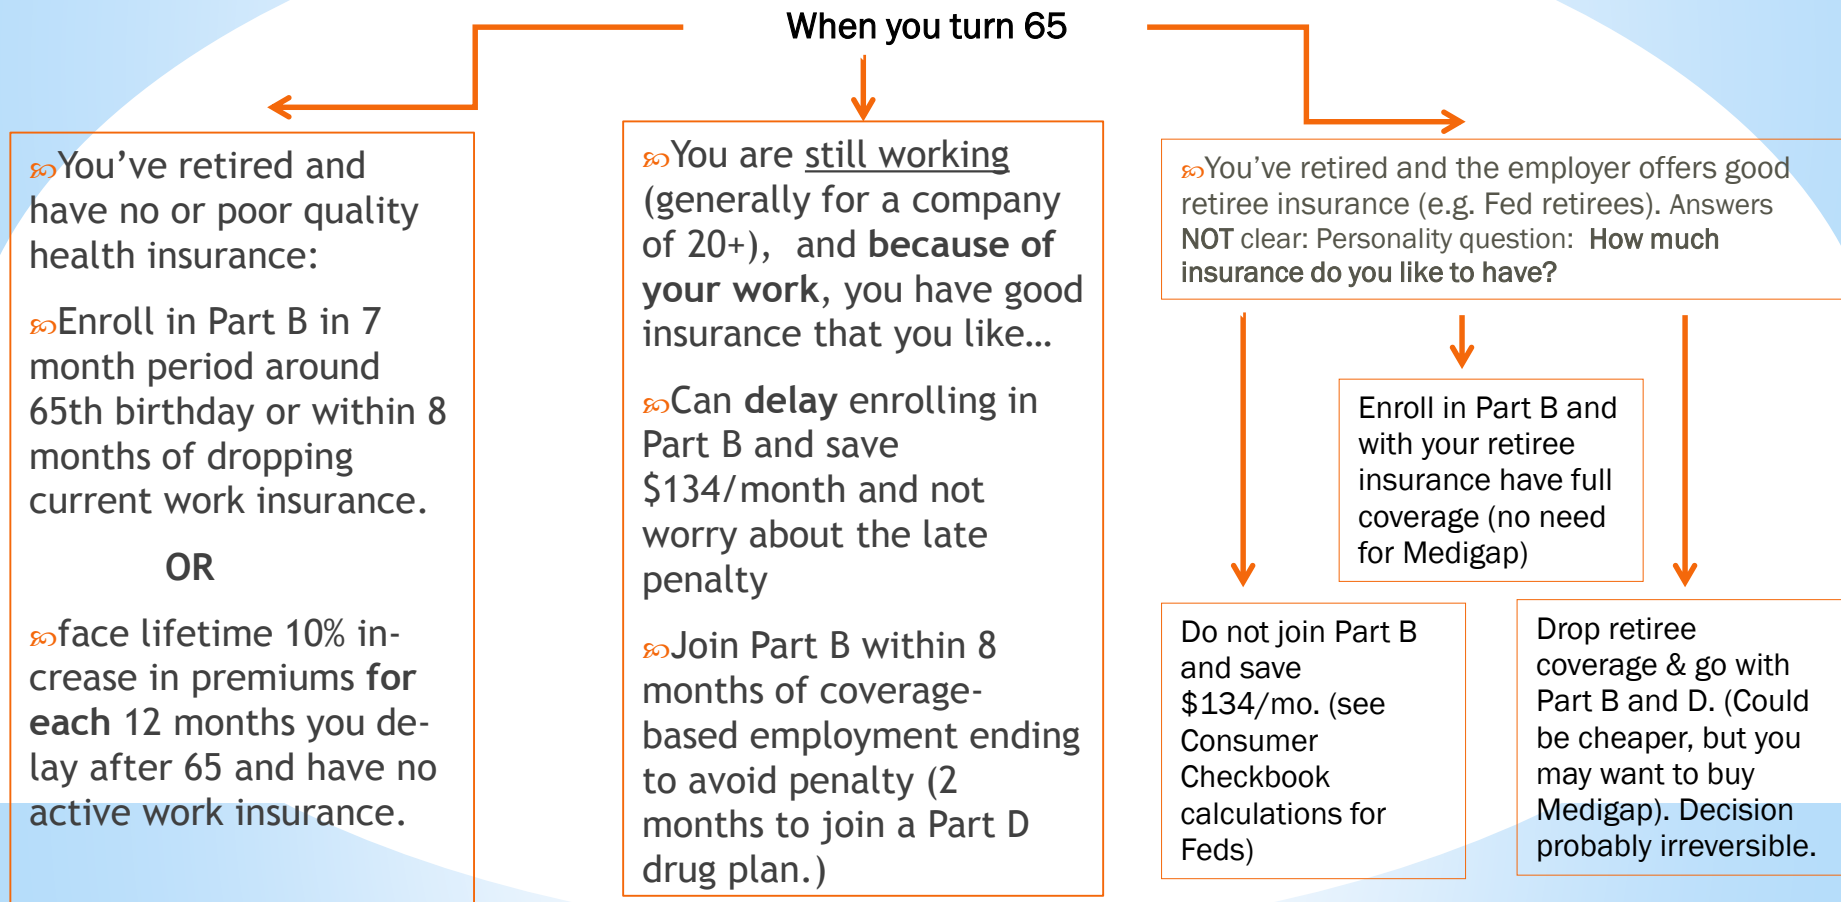 When you turn 65
You’ve retired and
have no or poor quality
health insurance:
Enroll in Part B in 7
month period around
65th birthday or within 8
months of dropping
current work insurance.
OR
face lifetime 10% in-
crease in premiums for
each 12 months you de-
lay after 65 and have no
active work insurance.
You are still working
(generally for a company
of 20+), and because of
your work, you have good
insurance that you like…
Can delay enrolling in
Part B and save
$134/month and not
worry about the late
penalty
Join Part B within 8
months of coverage-
based employment ending
to avoid penalty (2
months to join a Part D
drug plan.)
You’ve retired and the employer offers good
retiree insurance (e.g. Fed retirees). Answers
NOT clear: Personality question: How much
insurance do you like to have?
Enroll in Part B and
with your retiree
insurance have full
coverage (no need
for Medigap)
Do not join Part B
and save
$134/mo. (see
Consumer
Checkbook
calculations for
Feds)
Drop retiree
coverage & go with
Part B and D. (Could
be cheaper, but you
may want to buy
Medigap). Decision
probably irreversible.